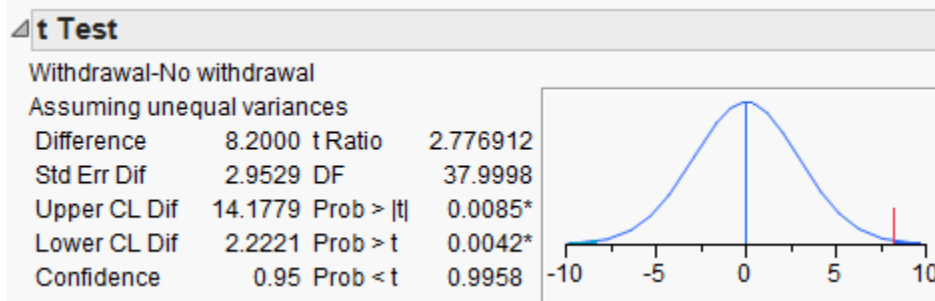 t Test
Withdrawal-No withdrawal
Assuming unequal variances
Difference 8.2000 t Ratio 2.776912
Std Err Dif 2.9529 DF 37.9998
Upper CL Dif 14.1779 Prob > |t| 0.0085*
Lower CL Dif 2.2221 Prob > t 0.0042*
Confidence 0.95 Prob < t 0.9958
-10 -5 0 5 10